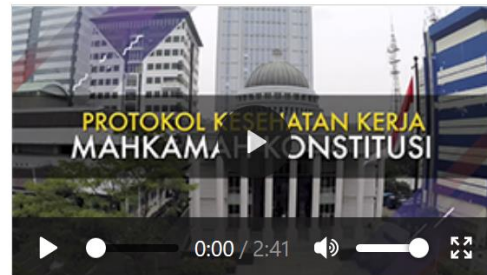 PROTOKOL KESEHATAN KERJA
MAHKAMAH KONSTITUSI
0:00 / 2:41